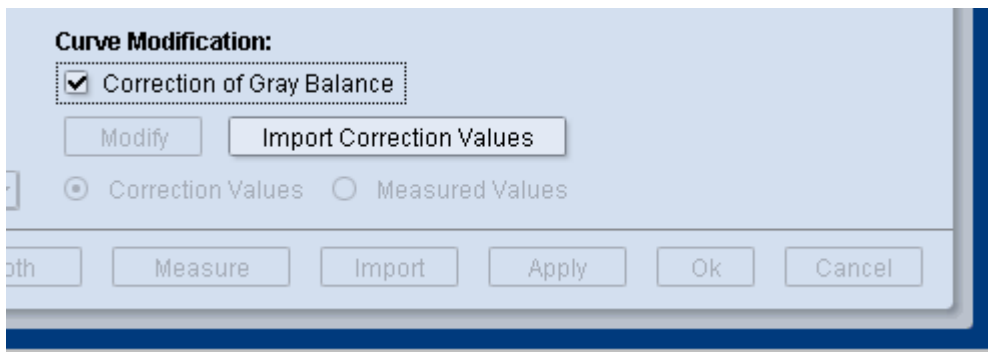 Curve Modification:
Correction of Gray Balance
Modify Import Correction Values
Correction Values Measured Values
oth Measure Import Apply Ok Cancel